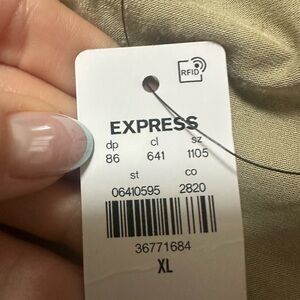 RFID
EXPRESS
dp cl sz
86 641 1105
st co
06410595 2820
36771684
XL